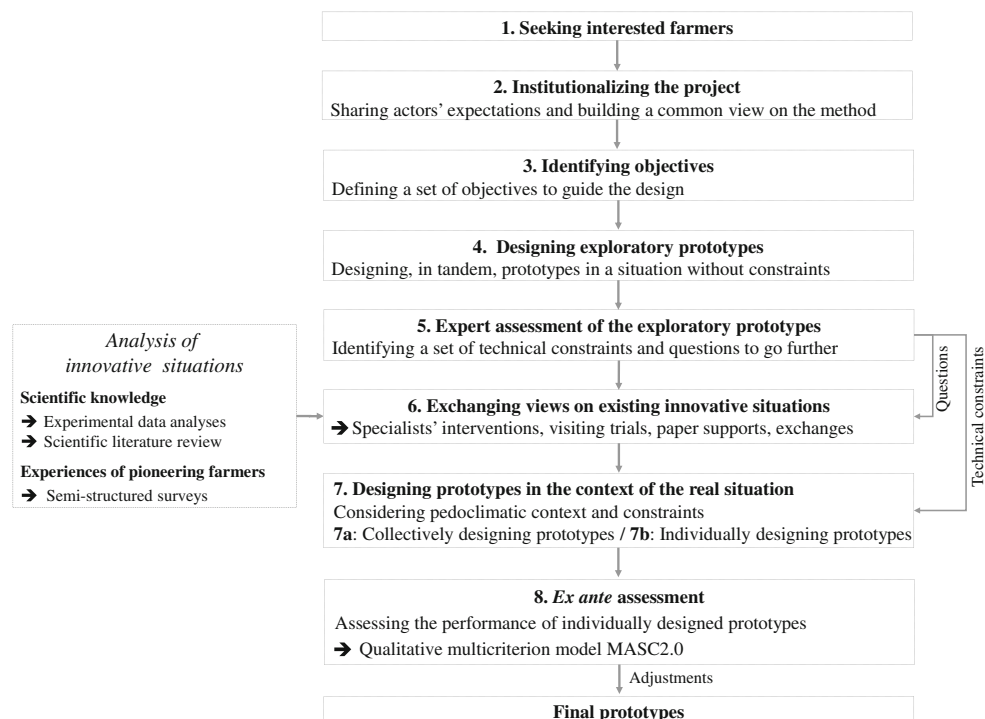 1. Seeking interested farmers
2. Institutionalizing the project
Sharing actors’ expectations and building a common view on the method
3. Identifying objectives
Defining a set of objectives to guide the design
4. Designing exploratory prototypes
Designing, in tandem, prototypes in a situation without constraints
5. Expert assessment of the exploratory prototypes
Identifying a set of technical constraints and questions to go further
Questions
Technical constraints
Analysis of
innovative situations
Scientific knowledge
➔ Experimental data analyses
➔ Scientific literature review
Experiences of pioneering farmers
➔ Semi-structured surveys
6. Exchanging views on existing innovative situations
➔ Specialists’ interventions, visiting trials, paper supports, exchanges
7. Designing prototypes in the context of the real situation
Considering pedoclimatic context and constraints
7a: Collectively designing prototypes / 7b: Individually designing prototypes
8. Ex ante assessment
Assessing the performance of individually designed prototypes
➔ Qualitative multicriterion model MASC2.0
Adjustments
Final prototypes